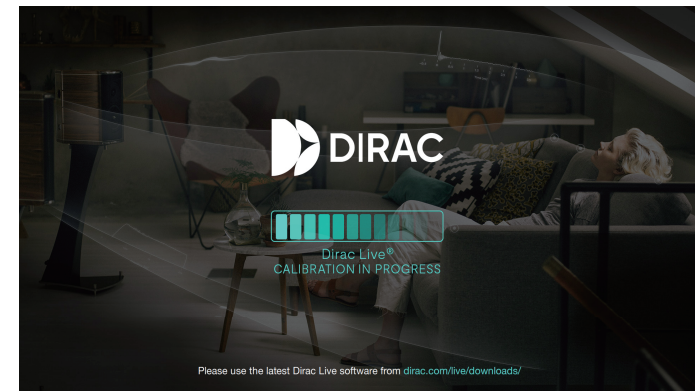 DIRAC
Dirac Live®
CALIBRATION IN PROGRESS
Please use the latest Dirac Live software from dirac.com/live/downloads/